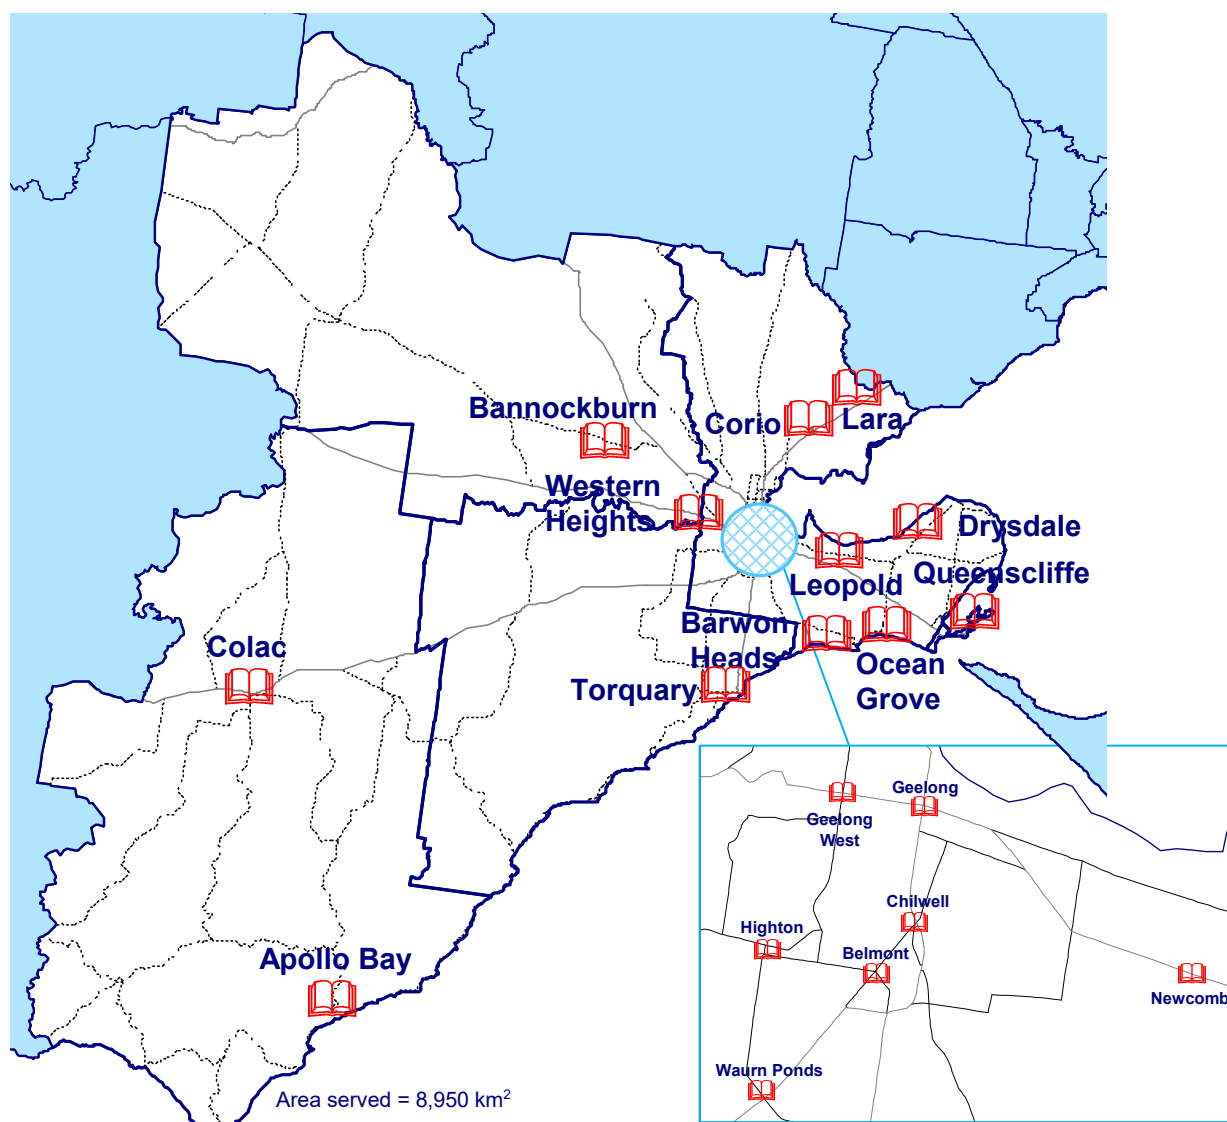 Bannockburn
Corio
Lara
Western
Heights
Drysdale
Leopold
Queenscliffe
Barwon
Heads
Colac
Ocean
Grove
Torquary
Geelong
Geelong
West
Chilwell
Highton
Belmont
Apollo Bay
Newcomb
Waurn Ponds
Area served = 8,950 km²